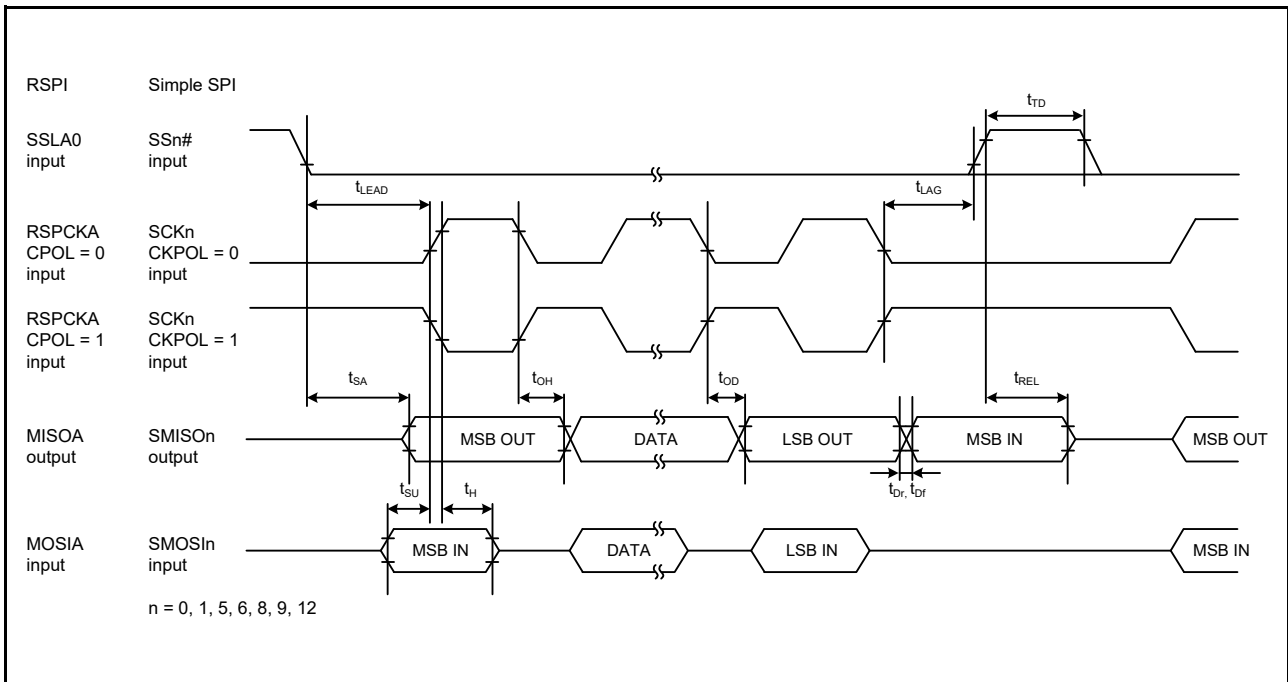 RSPI Simple SPI
tTD
SSLA0 SSn#
input input
tLEAD tLAG
RSPCKA SCKn
CPOL = 0 CKPOL = 0
input input
RSPCKA SCKn
CPOL = 1 CKPOL = 1
input input
tSA tOH tOD tREL
MISOA SMISOn MSB OUT DATA LSB OUT MSB IN MSB OUT
output output
tSU tH tDr, tDf
MOSIA SMOSIn MSB IN DATA LSB IN MSB IN
input input
n = 0, 1, 5, 6, 8, 9, 12